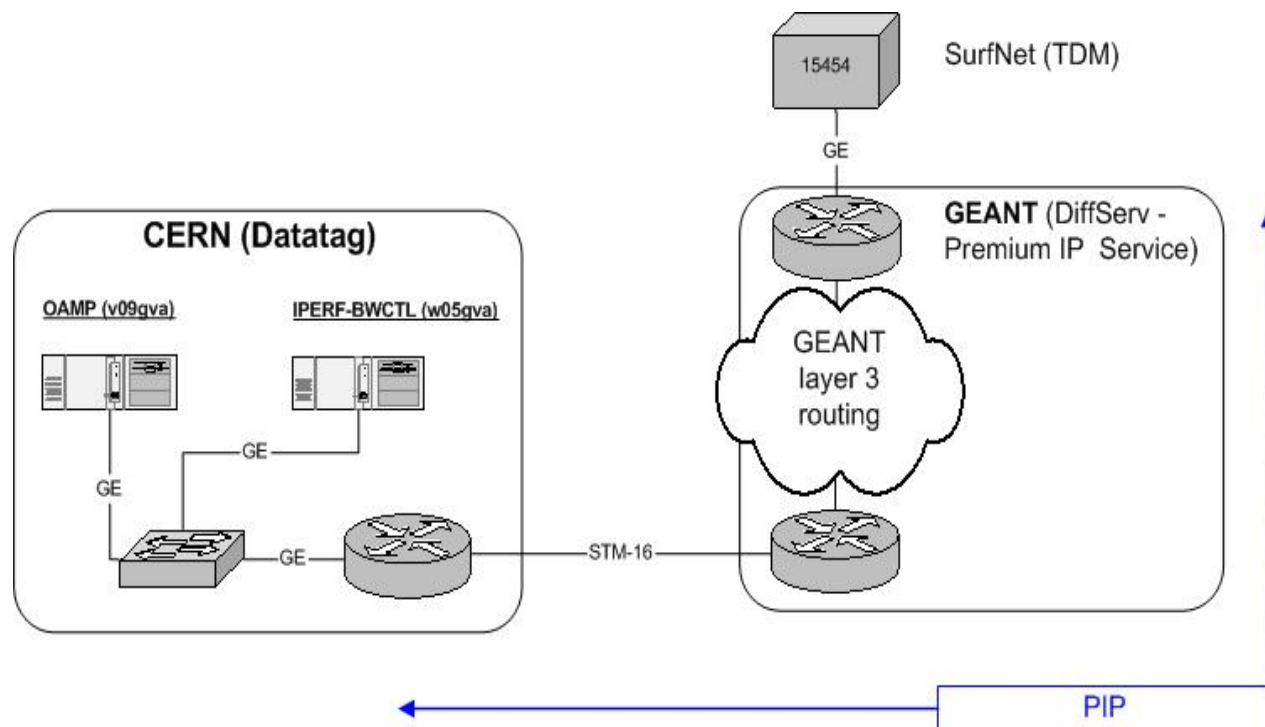 15454
SurfNet (TDM)
GE
CERN (Datatag)
GEANT (DiffServ -
Premium IP Service)
OAMP (v09gva)
IPERF-BWCTL (w05gva)
GEANT
layer 3
routing
GE
GE
GE
STM-16
PIP